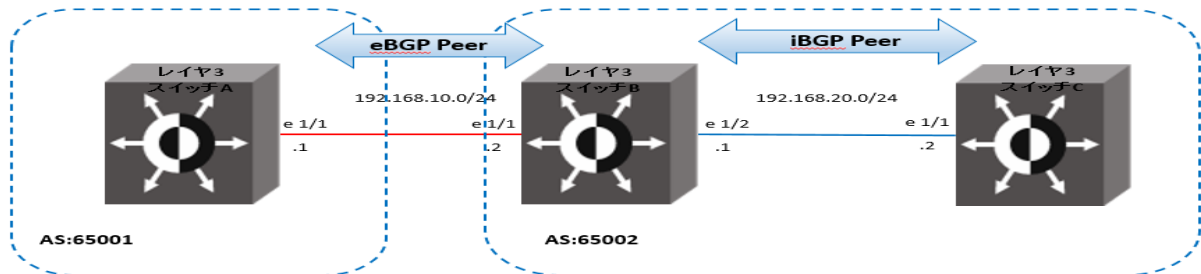 eBGP Peer
iBGP Peer
レイヤ3
スイッチA
レイヤ3
スイッチB
レイヤ3
スイッチC
192.168.10.0/24
192.168.20.0/24
e 1/1
.1
e 1/1
.2
e 1/2
.1
e 1/1
.2
AS:65001
AS:65002